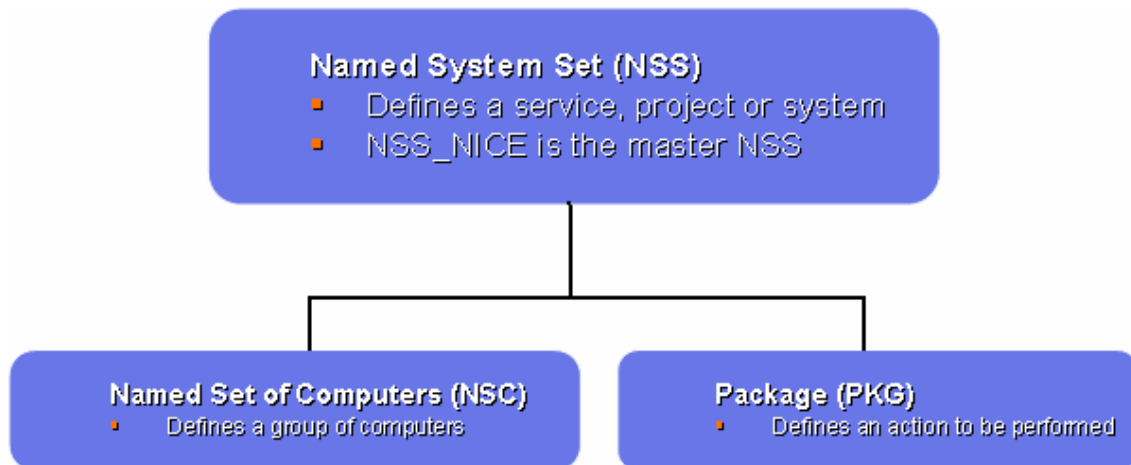 Named System Set (NSS)
▪ Defines a service, project or system
▪ NSS_NICE is the master NSS
Named Set of Computers (NSC)
▪ Defines a group of computers
Package (PKG)
▪ Defines an action to be performed